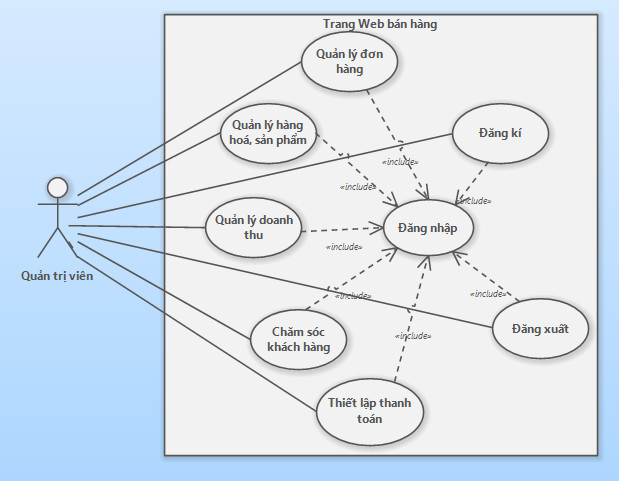 Trang Web bán hàng
Quản lý đơn
hàng
Quản lý hàng
hoá, sản phẩm
Đăng kí
«include»
«include»
«include»
Quản lý doanh
thu
Đăng nhập
«include»
Quản trị viên
«include»
«include»
Chăm sóc
khách hàng
Đăng xuất
«include»
Thiết lập thanh
toán